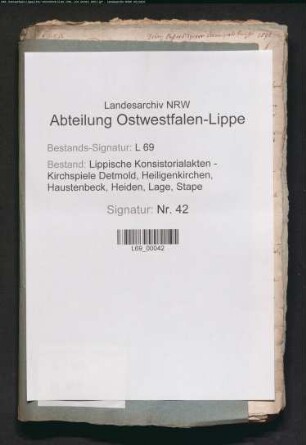 Landesarchiv NRW
Abteilung Ostwestfalen-Lippe
Bestands-Signatur: L 69
Bestand: Lippische Konsistorialakten -
Kirchspiele Detmold, Heiligenkirchen,
Haustenbeck, Heiden, Lage, Stape
Signatur: Nr. 42
L69_00042